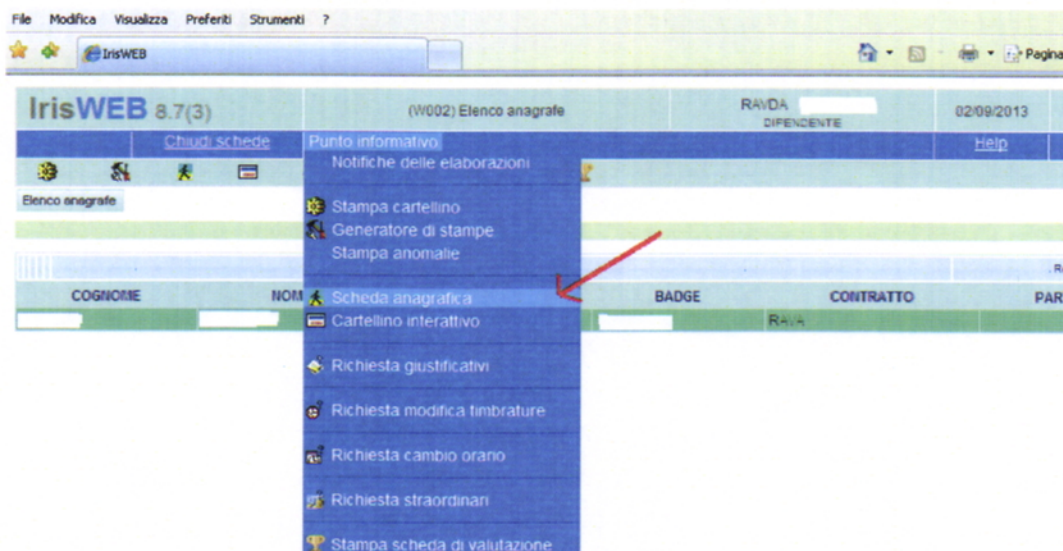 File Modifica Visualizza Preferiti Strumenti ?
IrisWEB Pagina
IrisWEB 8.7(3) (W002) Elenco anagrafe RAVDA 02/09/2013
DIPENDENTE
Chiudi schede Punto informativo Help
Notifiche delle elaborazioni
Elenco anagrafe
Stampa cartellino
Generatore di stampe
Stampa anomalie
COGNOME NOM Scheda anagrafica BADGE CONTRATTO PAR
Cartellino interattivo RAVA
Richiesta giustificativi
Richiesta modifica timbrature
Richiesta cambio orario
Richiesta straordinari
Stampa scheda di valutazione